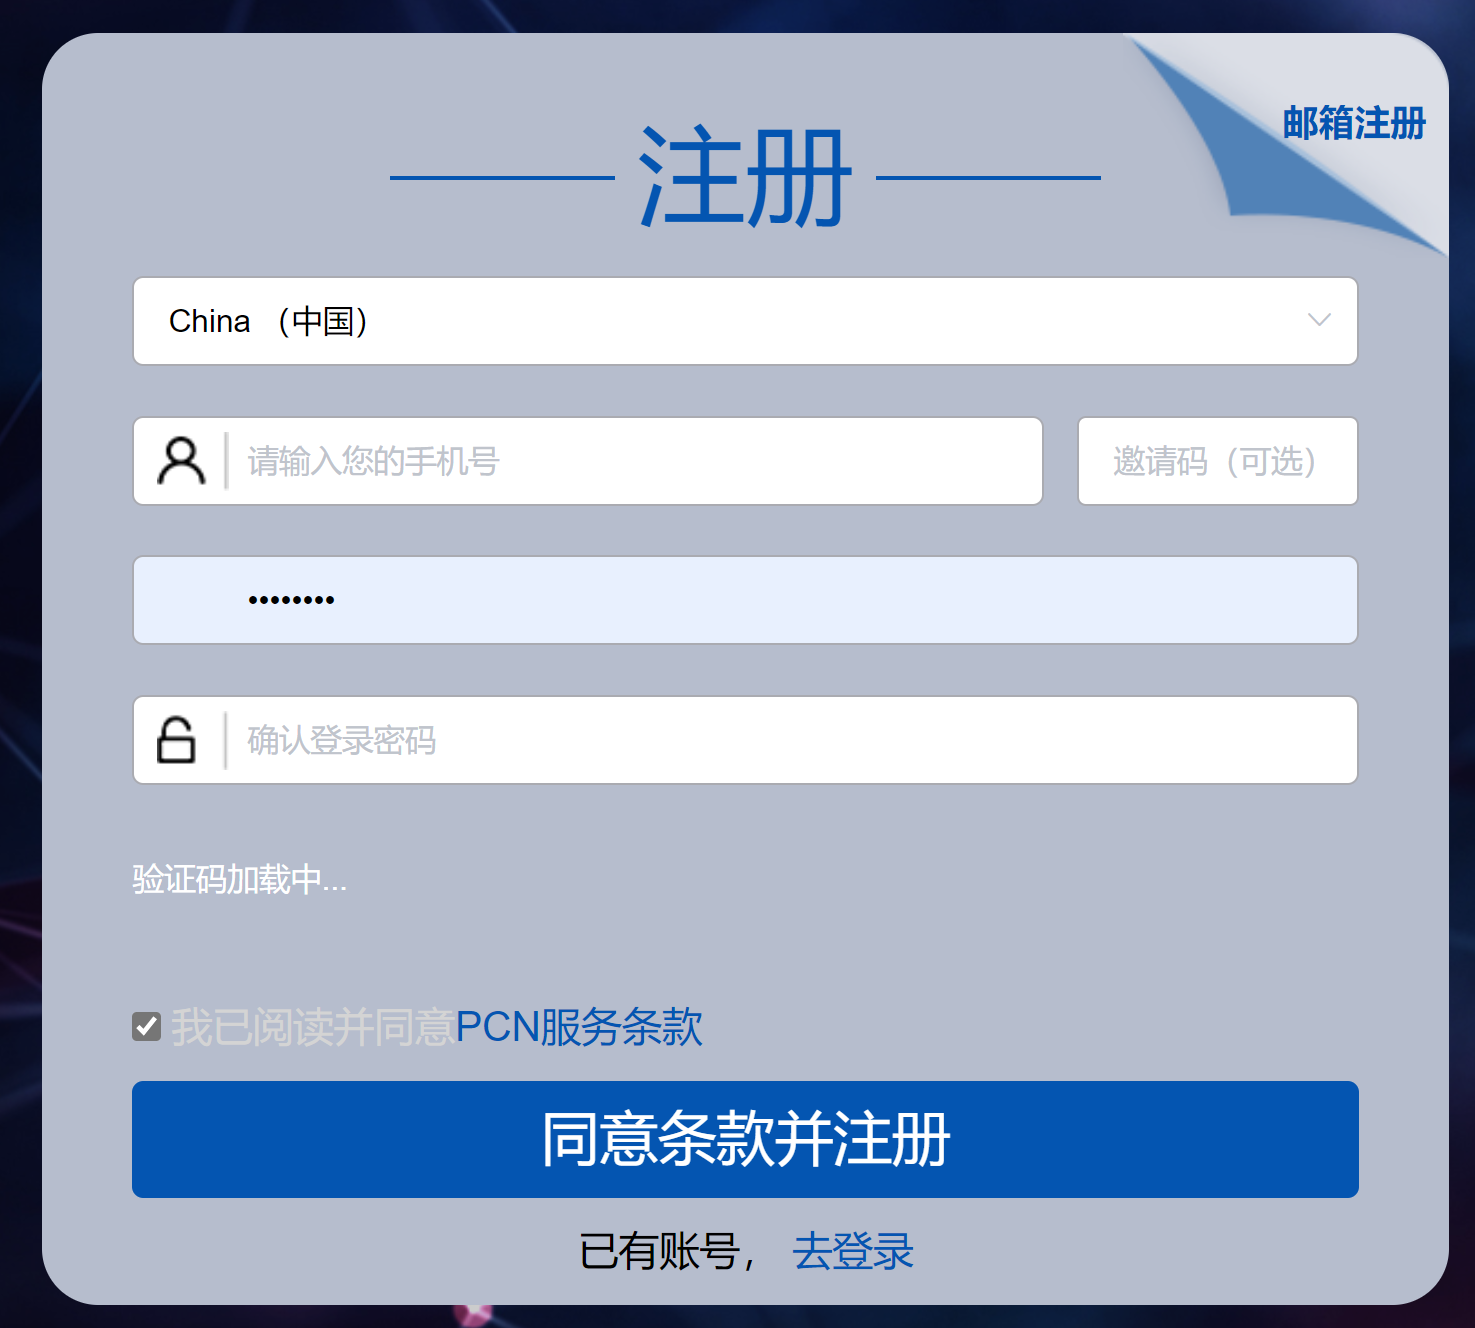 邮箱注册
注册
China （中国）
请输入您的手机号
邀请码（可选）
••••••••
确认登录密码
验证码加载中...
我已阅读并同意PCN服务条款
同意条款并注册
已有账号， 去登录